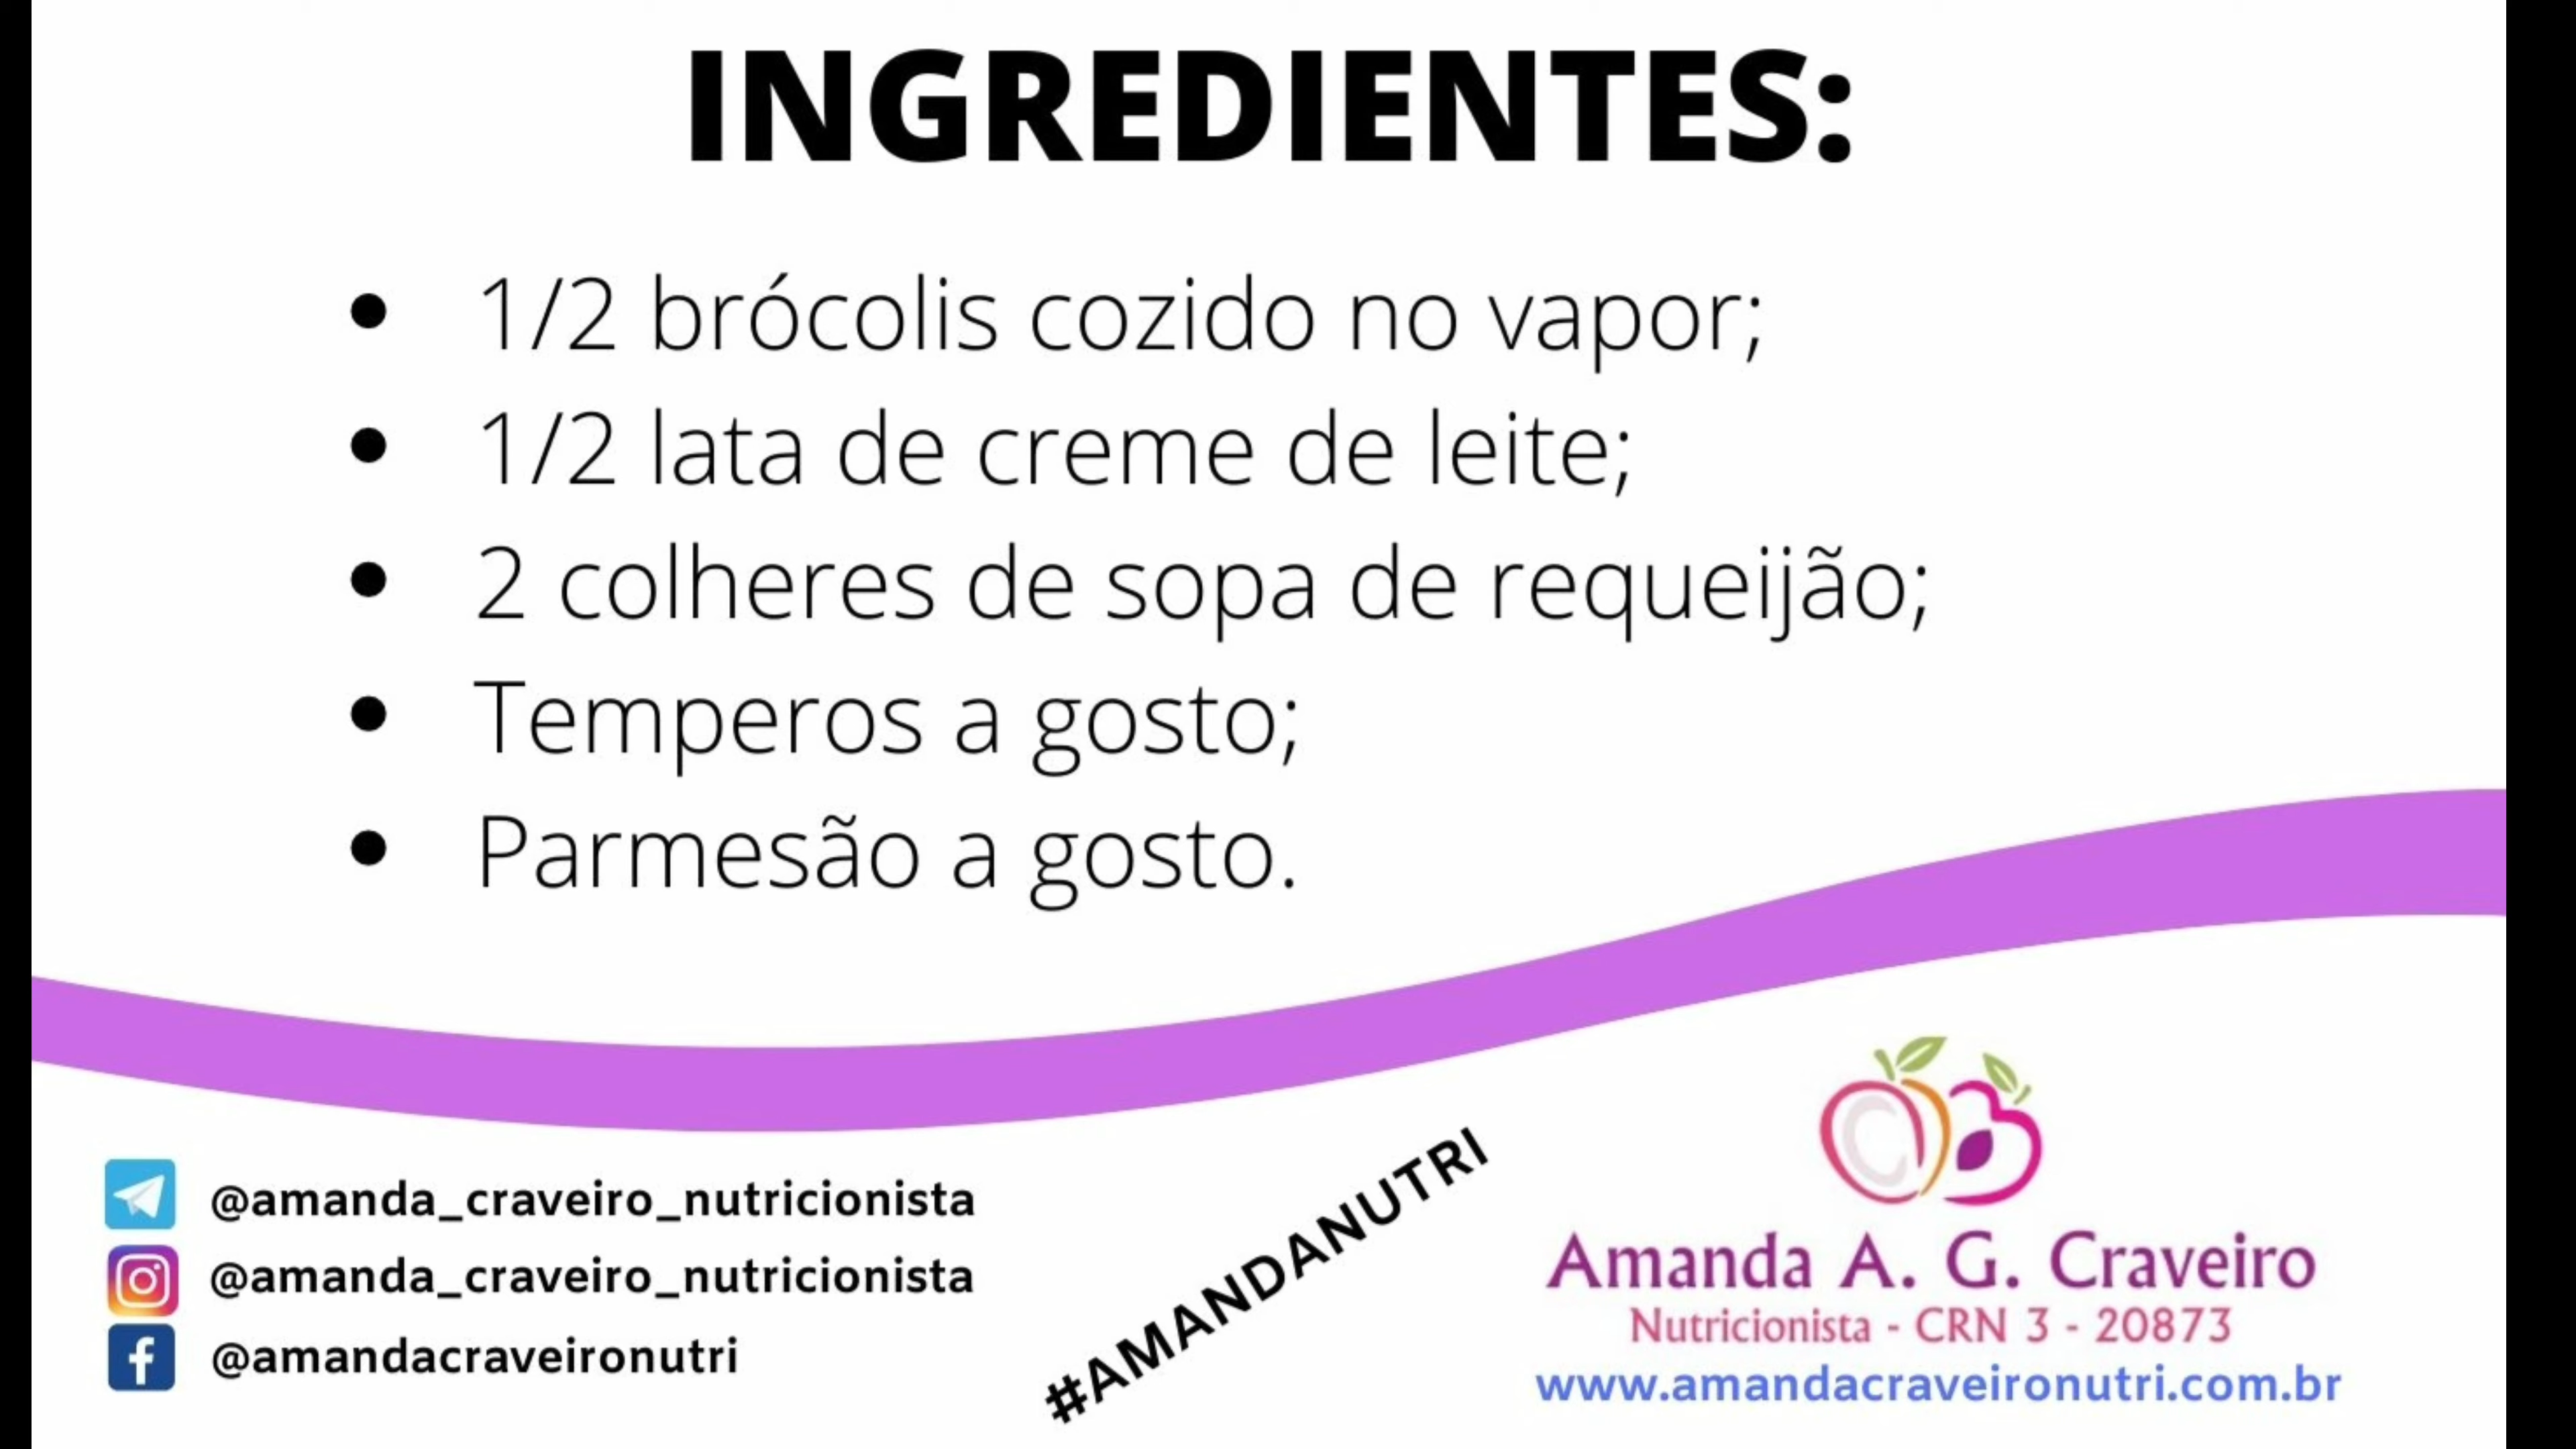 INGREDIENTES:
• 1/2 brócolis cozido no vapor;
• 1/2 lata de creme de leite;
• 2 colheres de sopa de requeijão;
• Temperos a gosto;
• Parmesão a gosto.
@amanda_craveiro_nutricionista
@amanda_craveiro_nutricionista
@amandacraveironutri
#AMANDANUTRI
Amanda A. G. Craveiro
Nutricionista - CRN 3 - 20873
www.amandacraveironutri.com.br